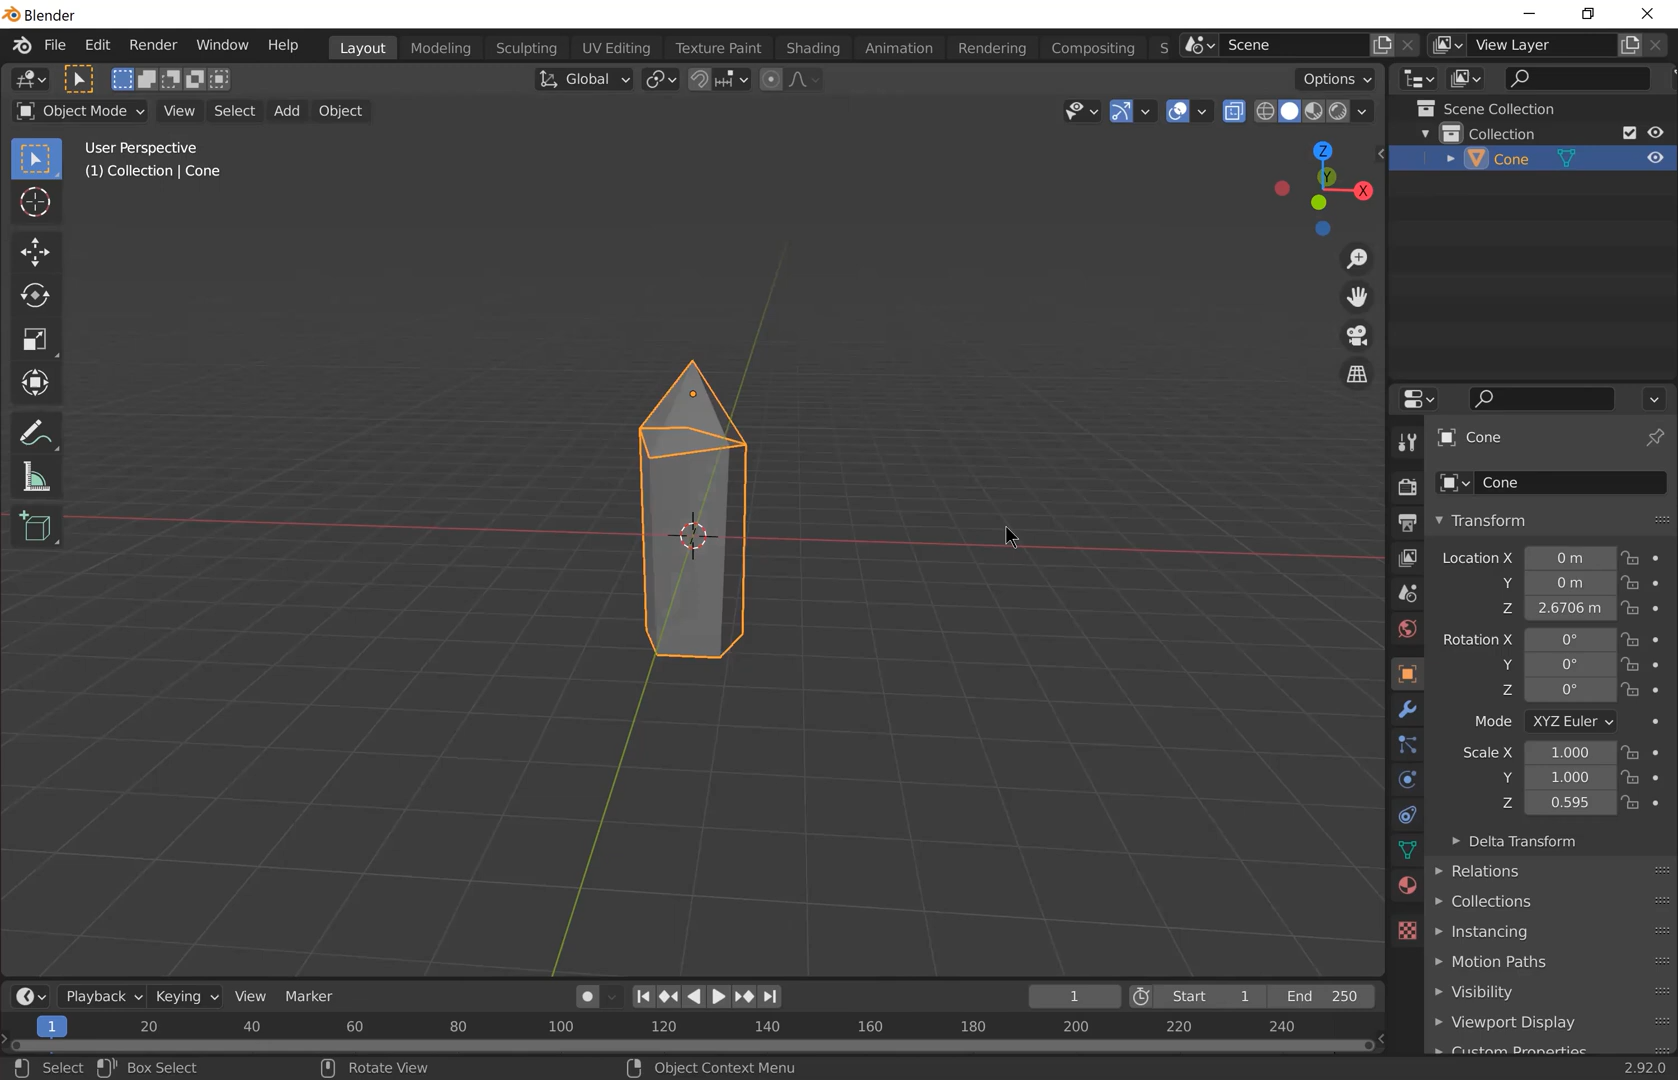 Blender
File Edit Render Window Help Layout Modeling Sculpting UV Editing Texture Paint Shading Animation Rendering Compositing S Scene View Layer
Global Options
Object Mode View Select Add Object
User Perspective
(1) Collection | Cone
Z
Y
X
Scene Collection
Collection
Cone
Cone
Cone
Transform
Location X 0 m
Y 0 m
Z 2.6706 m
Rotation X 0°
Y 0°
Z 0°
Mode XYZ Euler
Scale X 1.000
Y 1.000
Z 0.595
Delta Transform
Relations
Collections
Instancing
Motion Paths
Visibility
Viewport Display
Custom Properties
Playback Keying View Marker 1 Start 1 End 250
1 20 40 60 80 100 120 140 160 180 200 220 240
Select Box Select Rotate View Object Context Menu 2.92.0